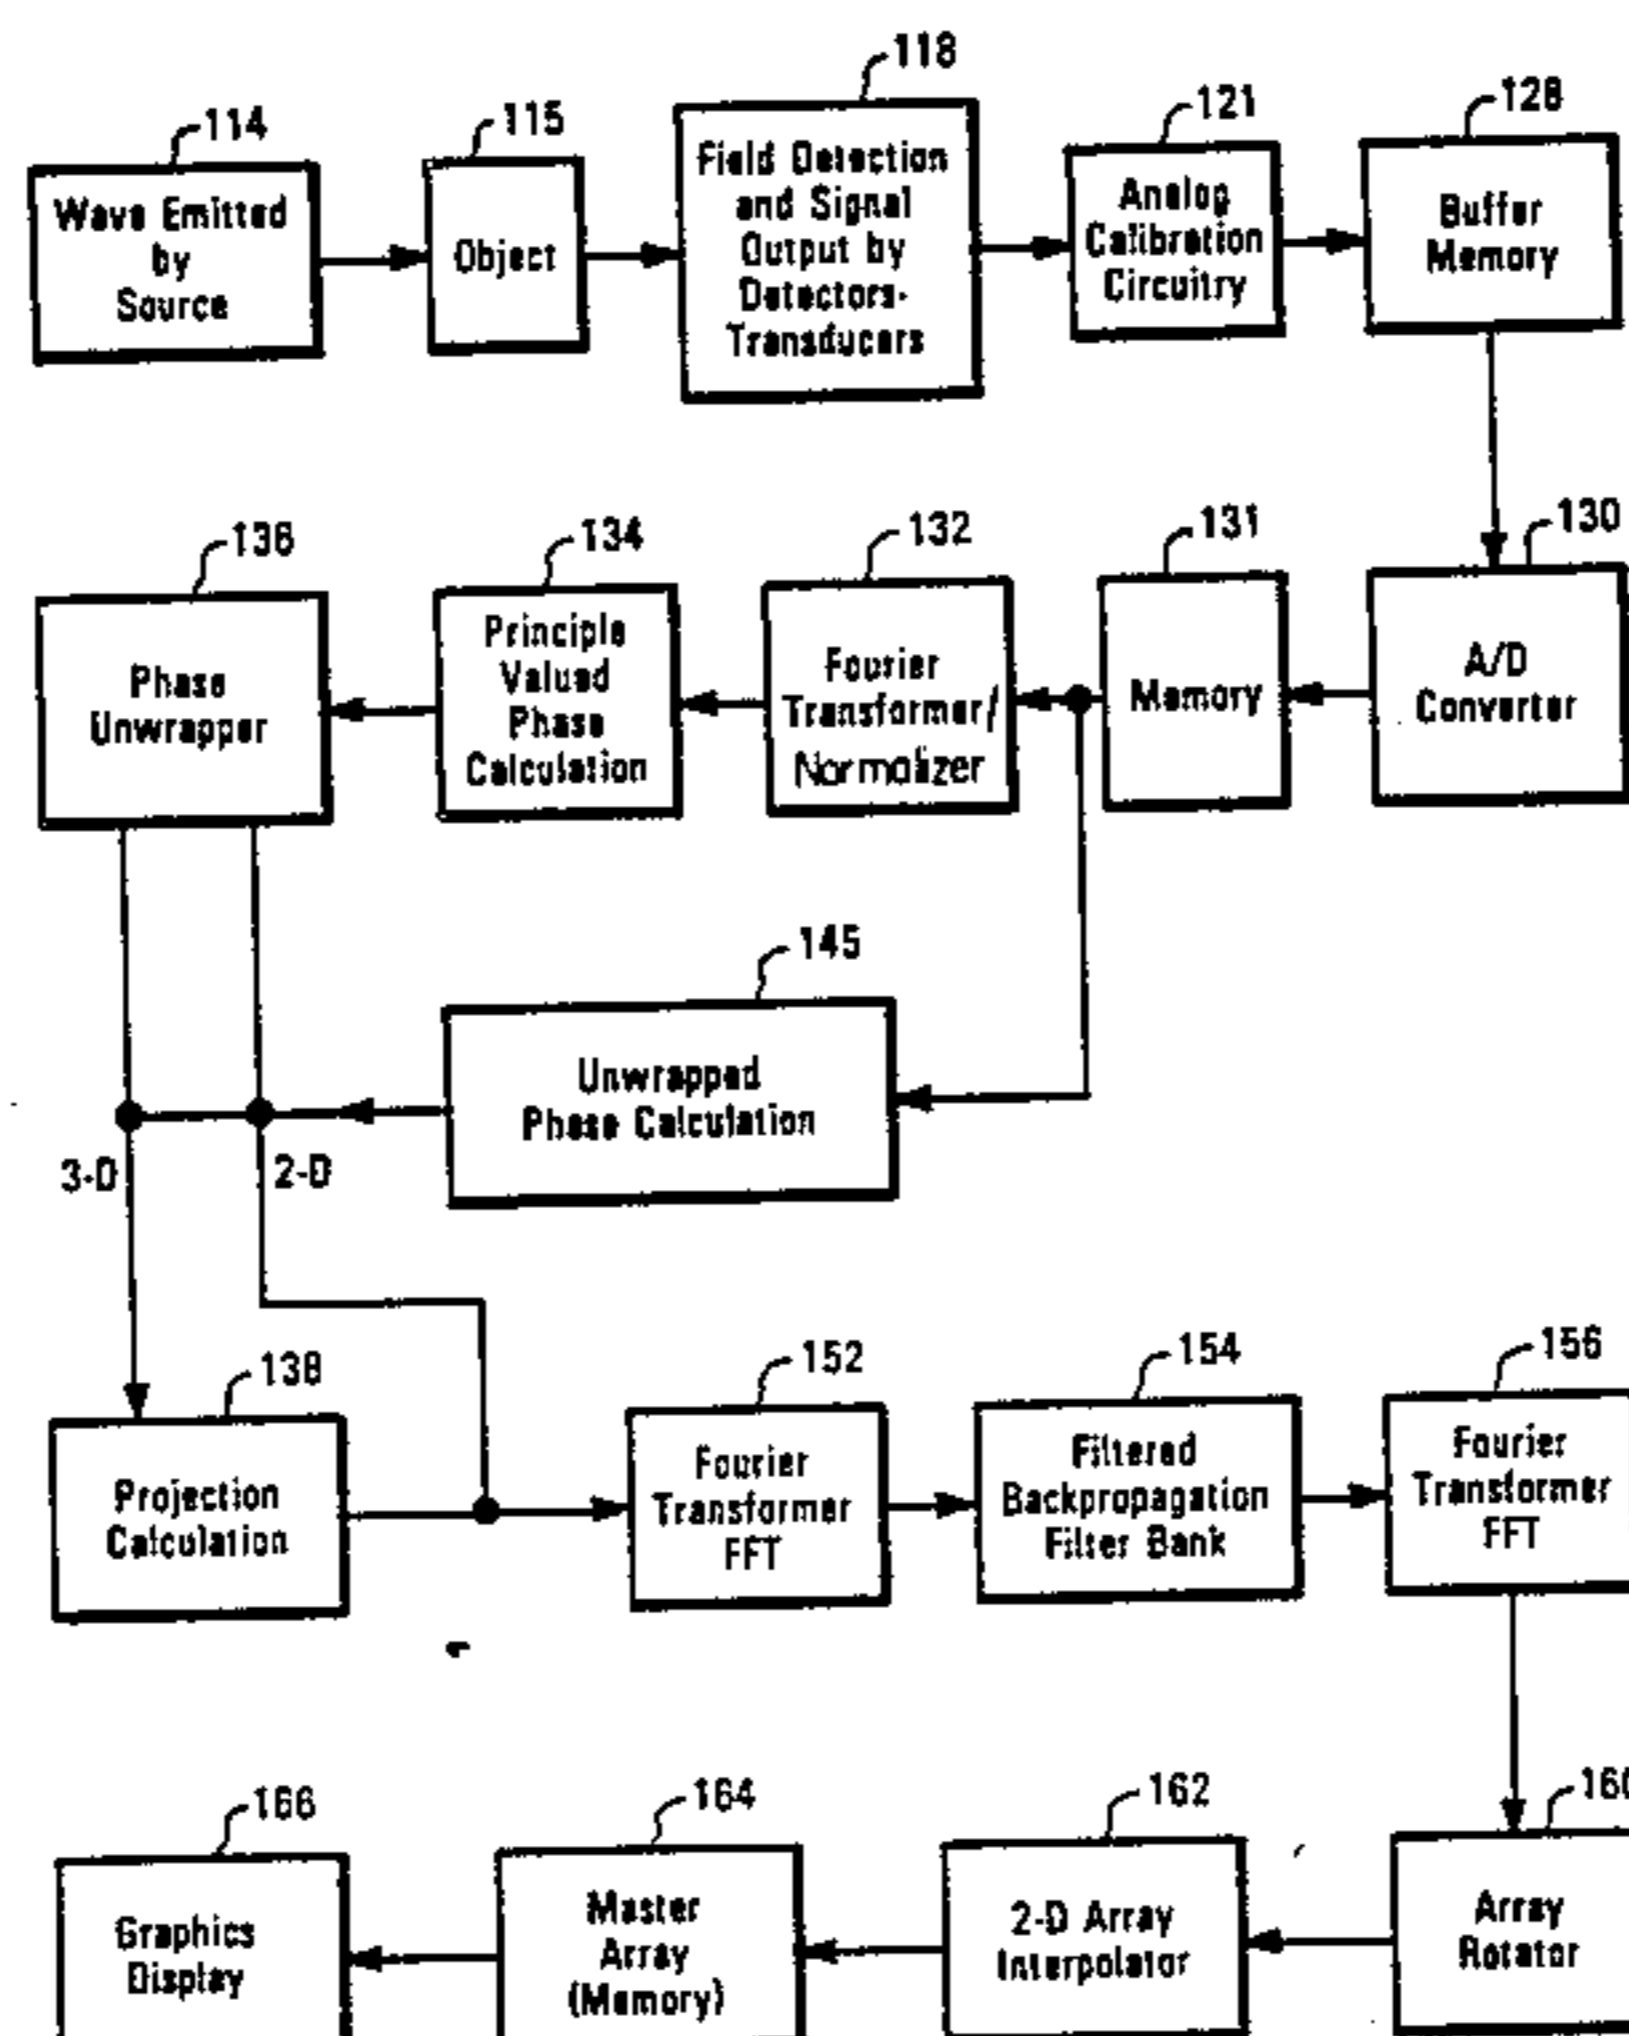 114
Wave Emitted
by
Source
115
Object
118
Field Detection
and Signal
Output by
Detectors-
Transducers
121
Analog
Calibration
Circuitry
128
Buffer
Memory
136
Phase
Unwrapper
134
Principle
Valued
Phase
Calculation
132
Fourier
Transformer/
Normalizer
131
Memory
130
A/D
Converter
145
Unwrapped
Phase Calculation
3-D
2-D
138
Projection
Calculation
152
Fourier
Transformer
FFT
154
Filtered
Backpropagation
Filter Bank
156
Fourier
Transformer
FFT
166
Graphics
Display
164
Master
Array
(Memory)
162
2-D Array
Interpolator
160
Array
Rotator